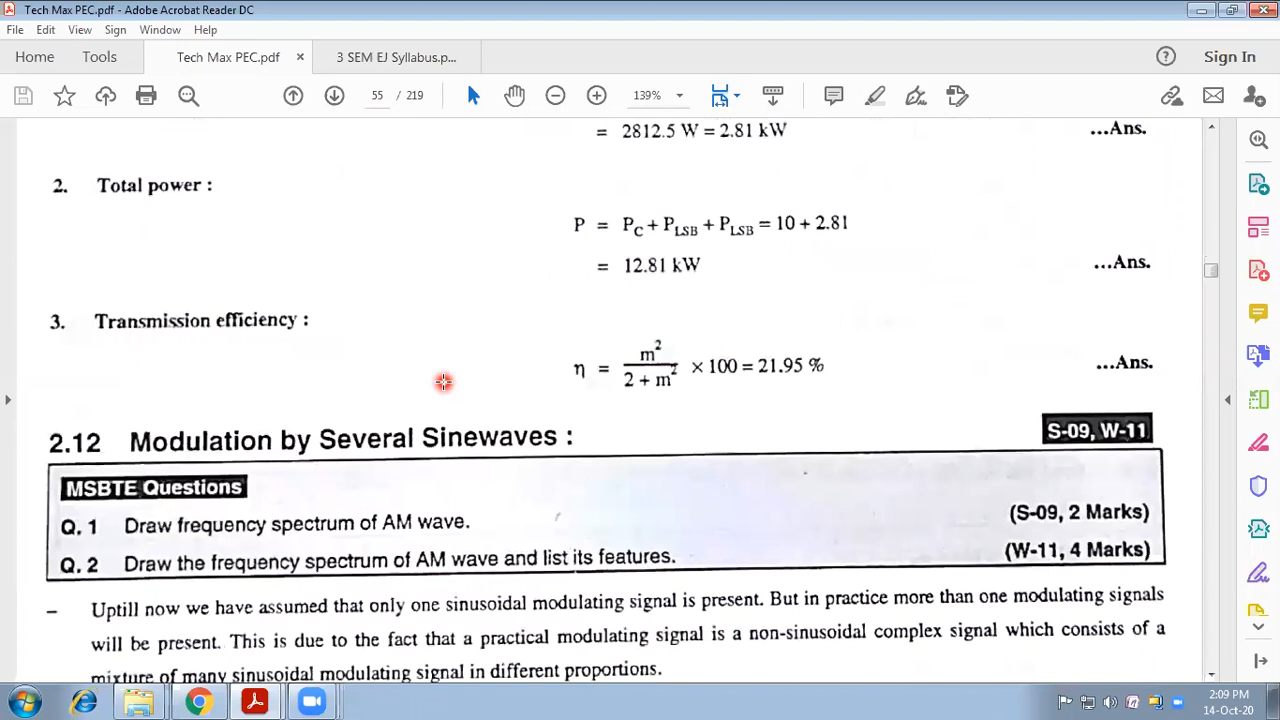 Tech Max PEC.pdf - Adobe Acrobat Reader DC
File Edit View Sign Window Help
Home Tools Tech Max PEC.pdf × 3 SEM EJ Syllabus.p... Sign In
55 / 219 139%
= 2812.5 W = 2.81 kW ...Ans.
2. Total power :
P = P_C + P_LSB + P_LSB = 10 + 2.81
= 12.81 kW ...Ans.
3. Transmission efficiency :
η = m² / (2 + m²) × 100 = 21.95 % ...Ans.
2.12 Modulation by Several Sinewaves : S-09, W-11
MSBTE Questions
Q. 1 Draw frequency spectrum of AM wave. (S-09, 2 Marks)
Q. 2 Draw the frequency spectrum of AM wave and list its features. (W-11, 4 Marks)
– Uptill now we have assumed that only one sinusoidal modulating signal is present. But in practice more than one modulating signals
will be present. This is due to the fact that a practical modulating signal is a non-sinusoidal complex signal which consists of a
mixture of many sinusoidal modulating signal in different proportions.
2:09 PM
14-Oct-20